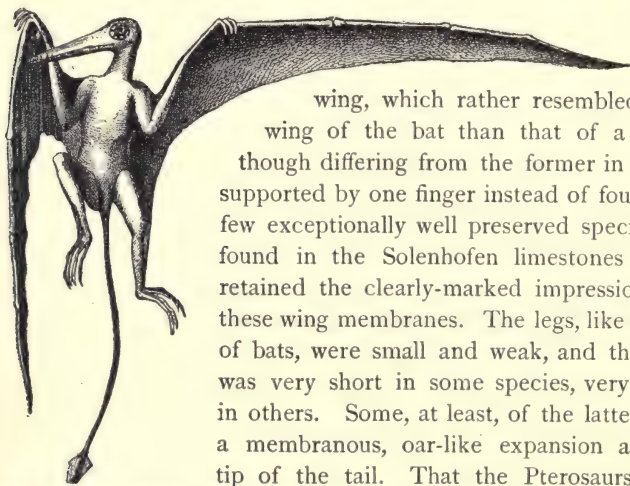 wing, which rather resembled
wing of the bat than that of a
though differing from the former in
supported by one finger instead of fou
few exceptionally well preserved speci
found in the Solenhofen limestones
retained the clearly-marked impressio
these wing membranes. The legs, like
of bats, were small and weak, and th
was very short in some species, very
in others. Some, at least, of the latte
a membranous, oar-like expansion a
tip of the tail. That the Pterosaurs